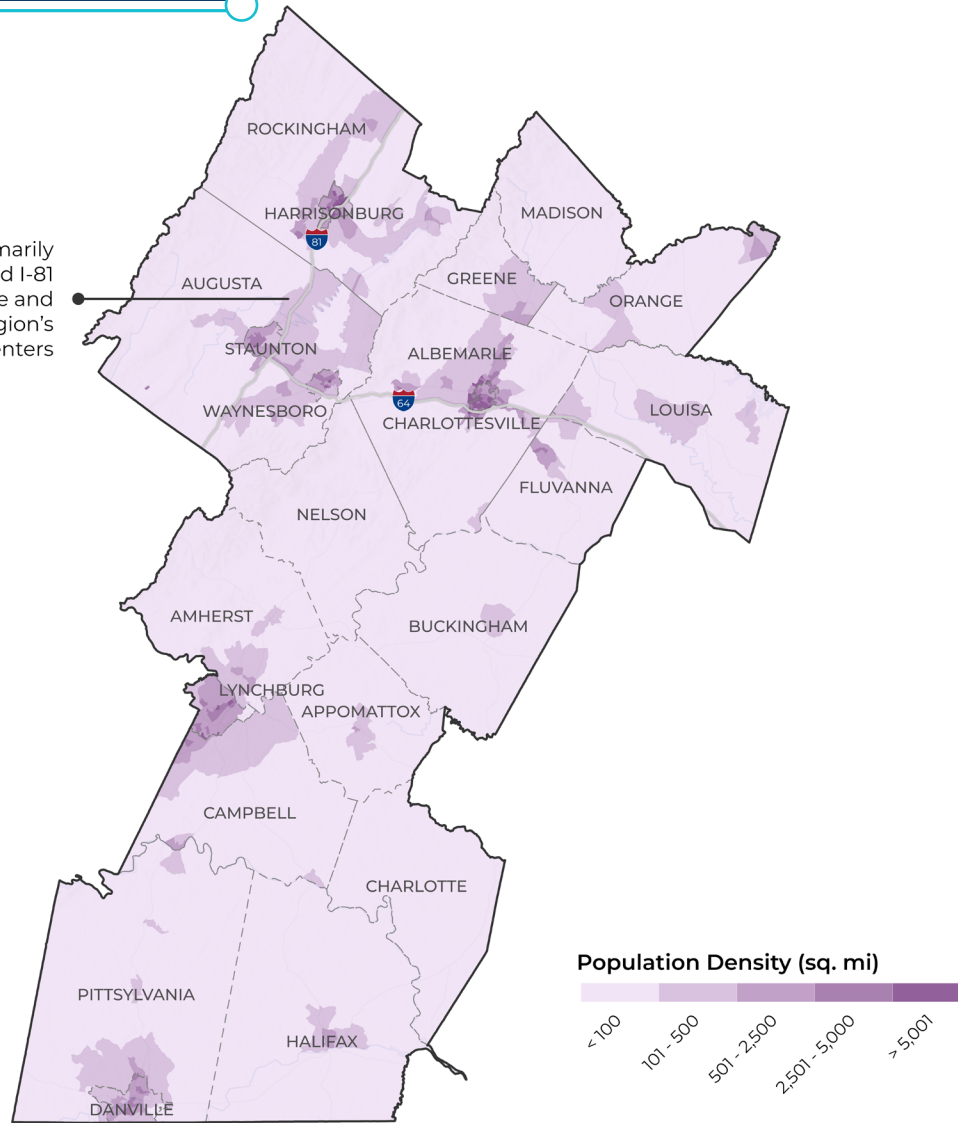 ROCKINGHAM
HARRISONBURG
MADISON
81
marily
d I-81
e and
gion's
enters
AUGUSTA
GREENE
ORANGE
STAUNTON
ALBEMARLE
WAYNESBORO
64
CHARLOTTESVILLE
LOUISA
FLUVANNA
NELSON
AMHERST
BUCKINGHAM
LYNCHBURG
APPOMATTOX
CAMPBELL
CHARLOTTE
PITTSYLVANIA
HALIFAX
DANVILLE
Population Density (sq. mi)
< 100
101 - 500
501 - 2,500
2,501 - 5,000
> 5,001